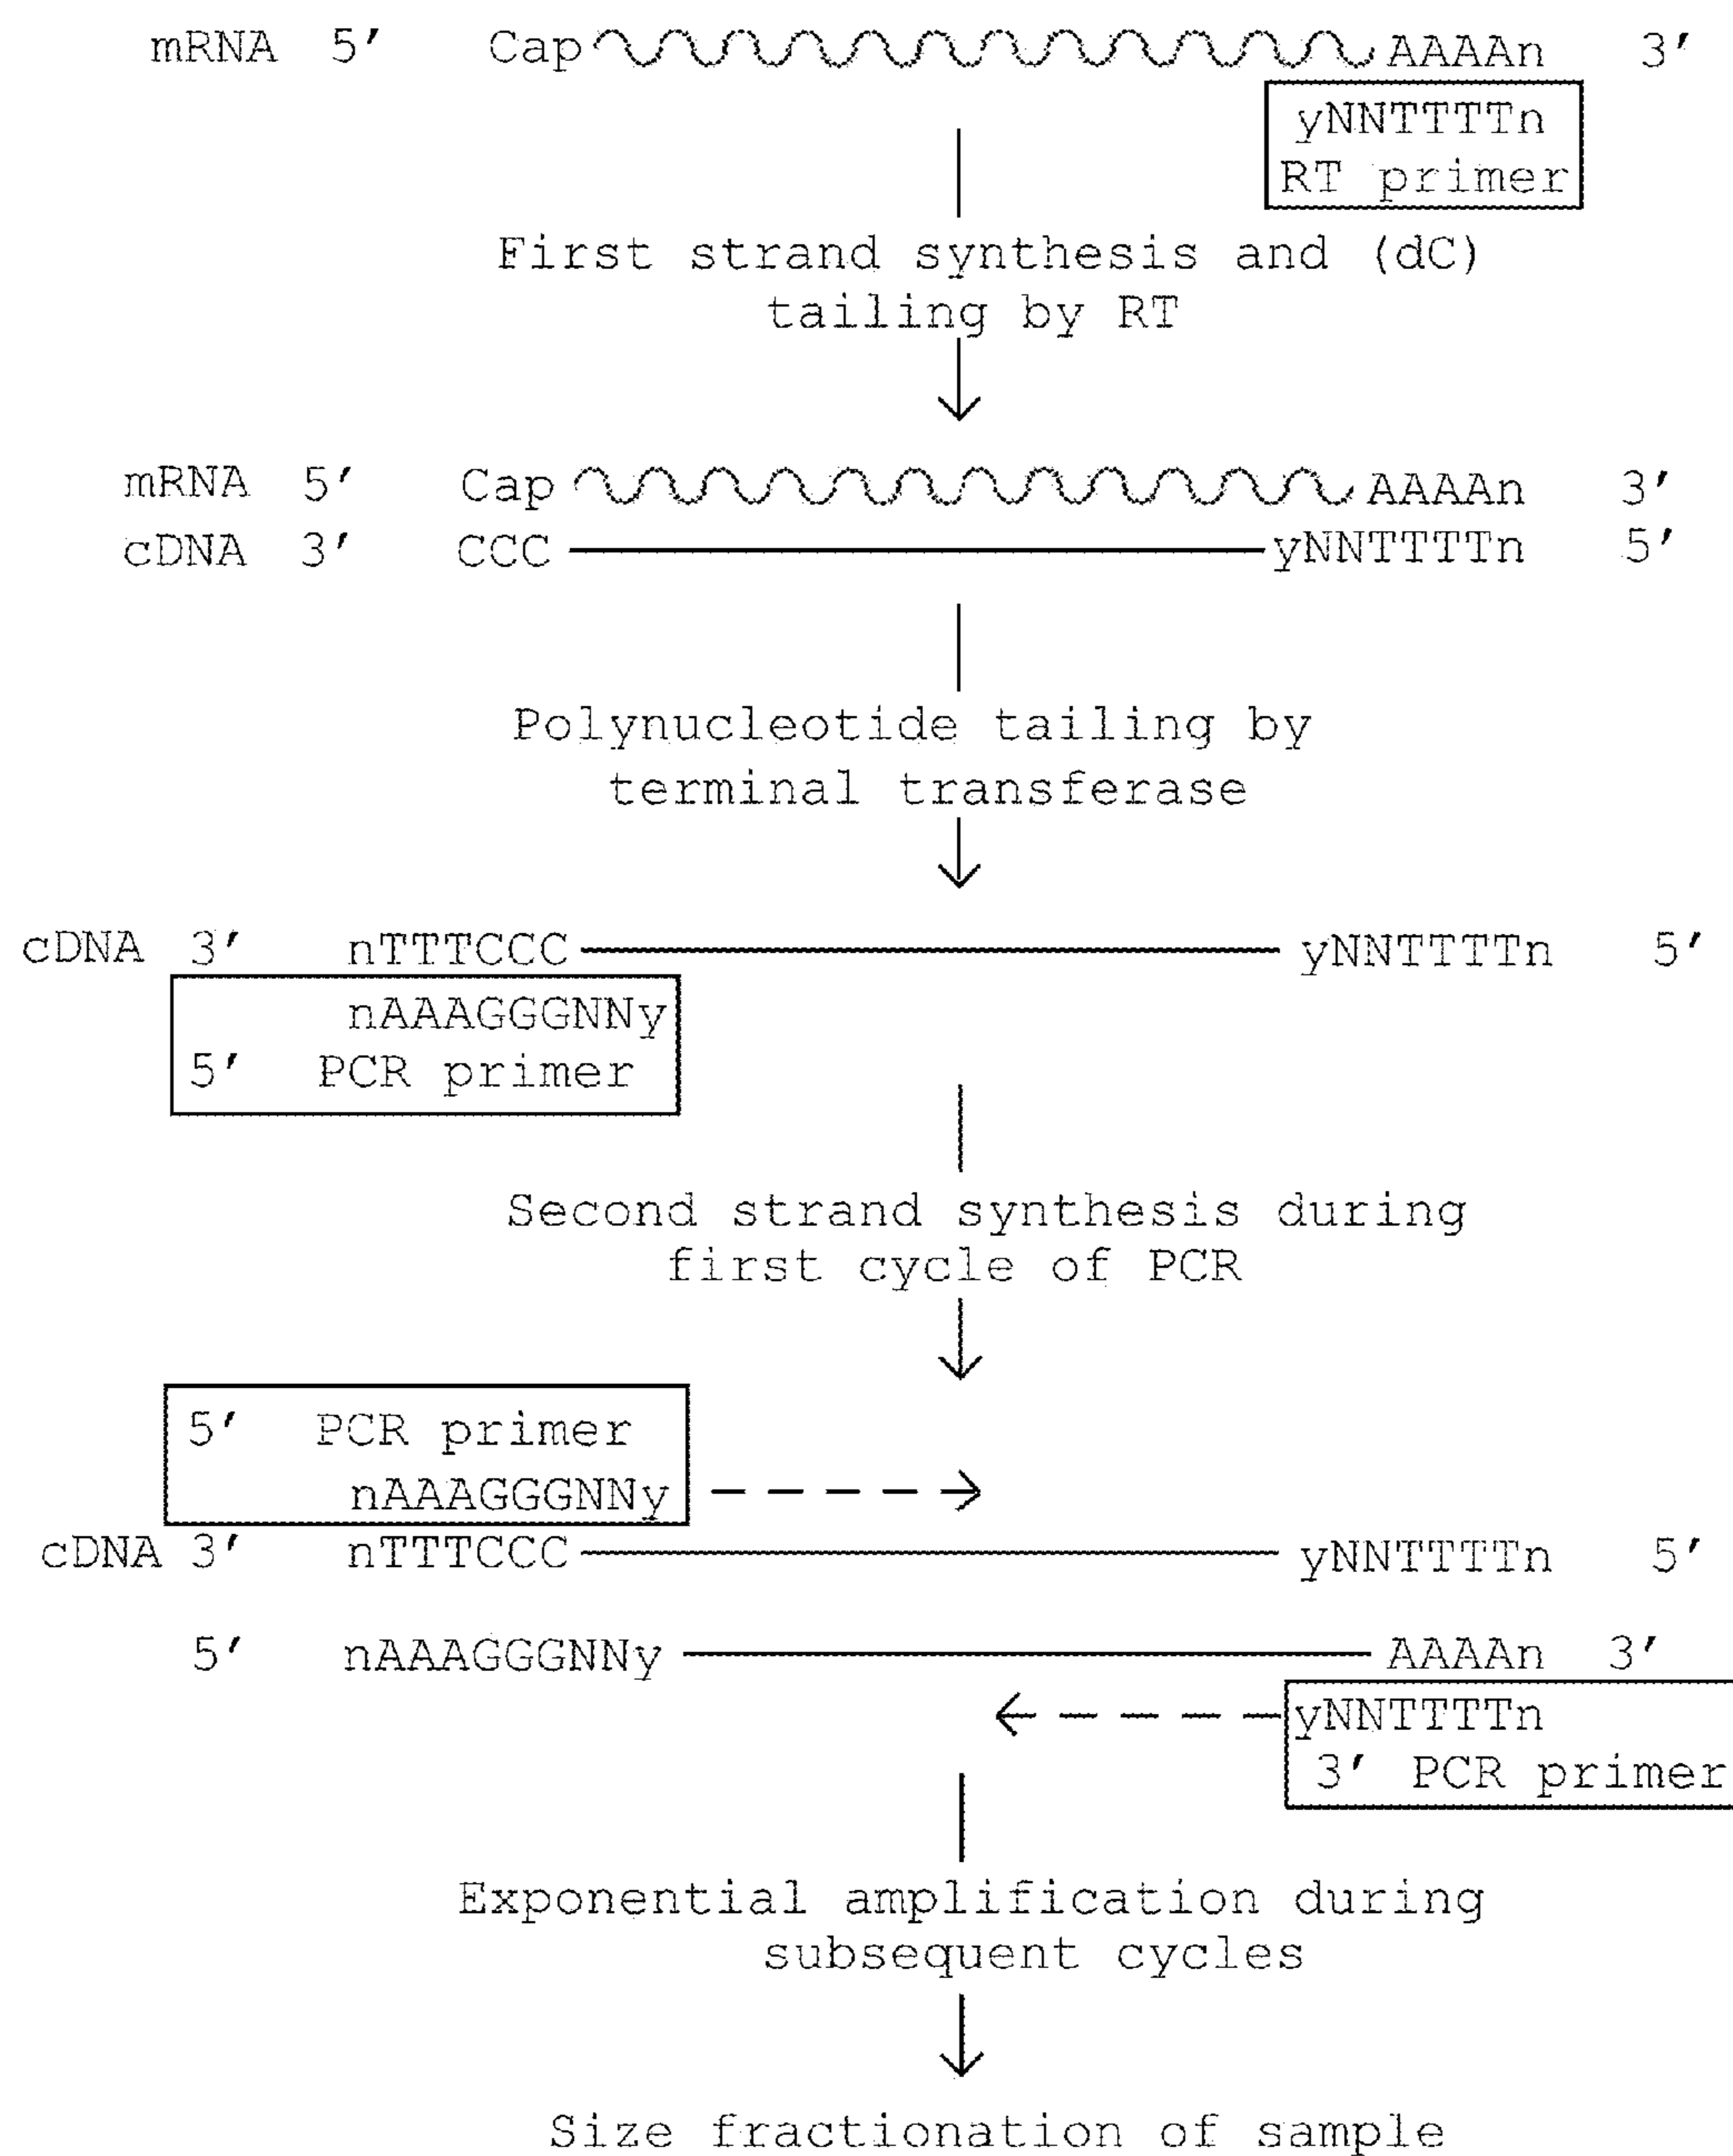 mRNA 5' Cap AAAAn 3'
yNNTTTTn
RT primer
First strand synthesis and (dC)
tailing by RT
mRNA 5' Cap AAAAn 3'
cDNA 3' CCC yNNTTTTn 5'
Polynucleotide tailing by
terminal transferase
cDNA 3' nTTTCCC yNNTTTTn 5'
nAAAGGGNNy
5' PCR primer
Second strand synthesis during
first cycle of PCR
5' PCR primer
nAAAGGGNNy
cDNA 3' nTTTCCC yNNTTTTn 5'
5' nAAAGGGNNy AAAAn 3'
yNNTTTTn
3' PCR primer
Exponential amplification during
subsequent cycles
Size fractionation of sample